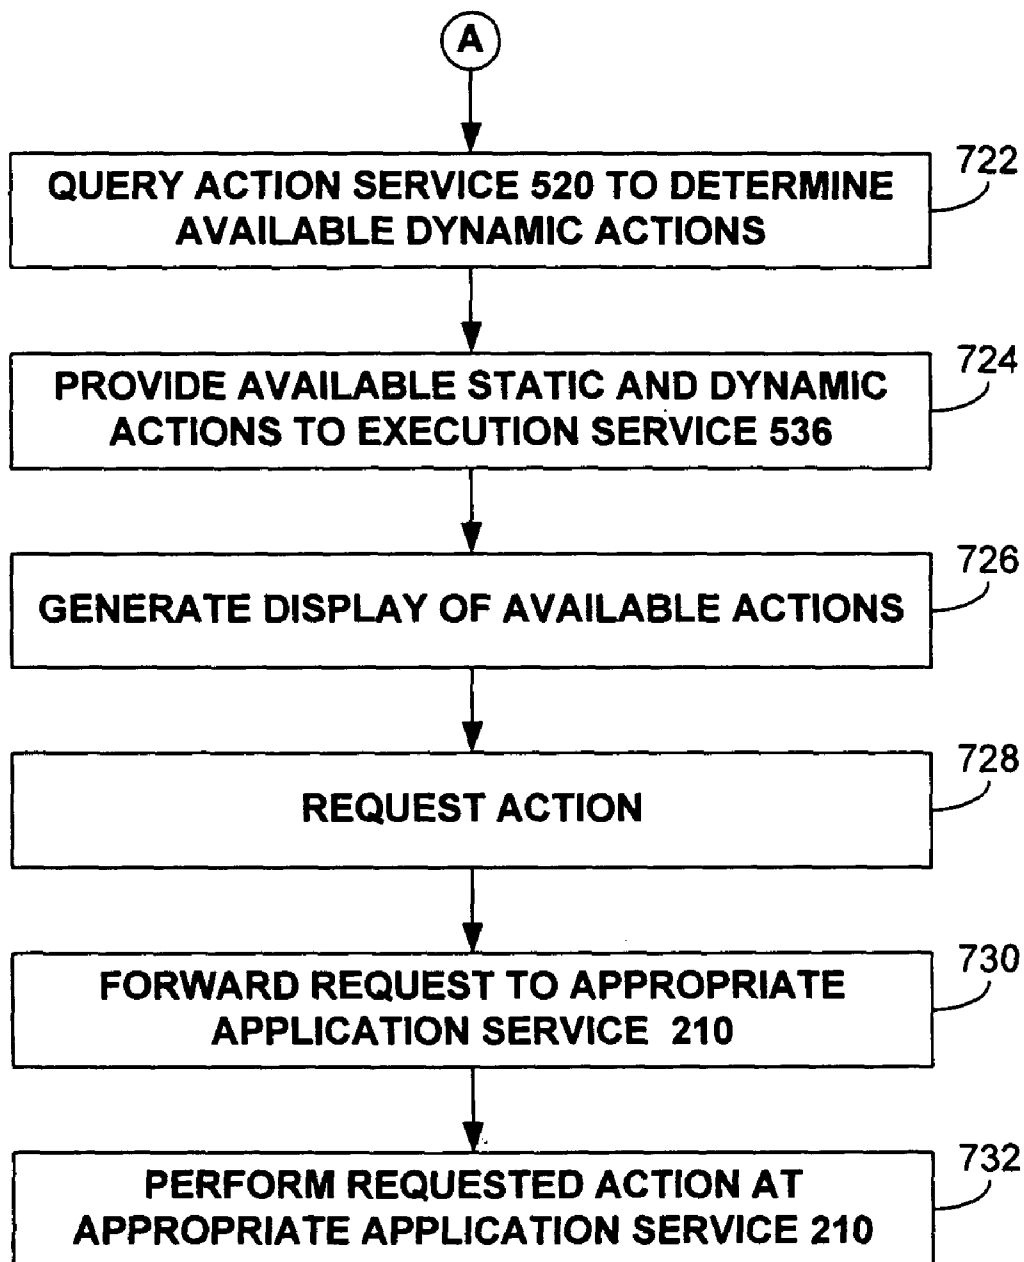 A
722
QUERY ACTION SERVICE 520 TO DETERMINE
AVAILABLE DYNAMIC ACTIONS
724
PROVIDE AVAILABLE STATIC AND DYNAMIC
ACTIONS TO EXECUTION SERVICE 536
726
GENERATE DISPLAY OF AVAILABLE ACTIONS
728
REQUEST ACTION
730
FORWARD REQUEST TO APPROPRIATE
APPLICATION SERVICE 210
732
PERFORM REQUESTED ACTION AT
APPROPRIATE APPLICATION SERVICE 210